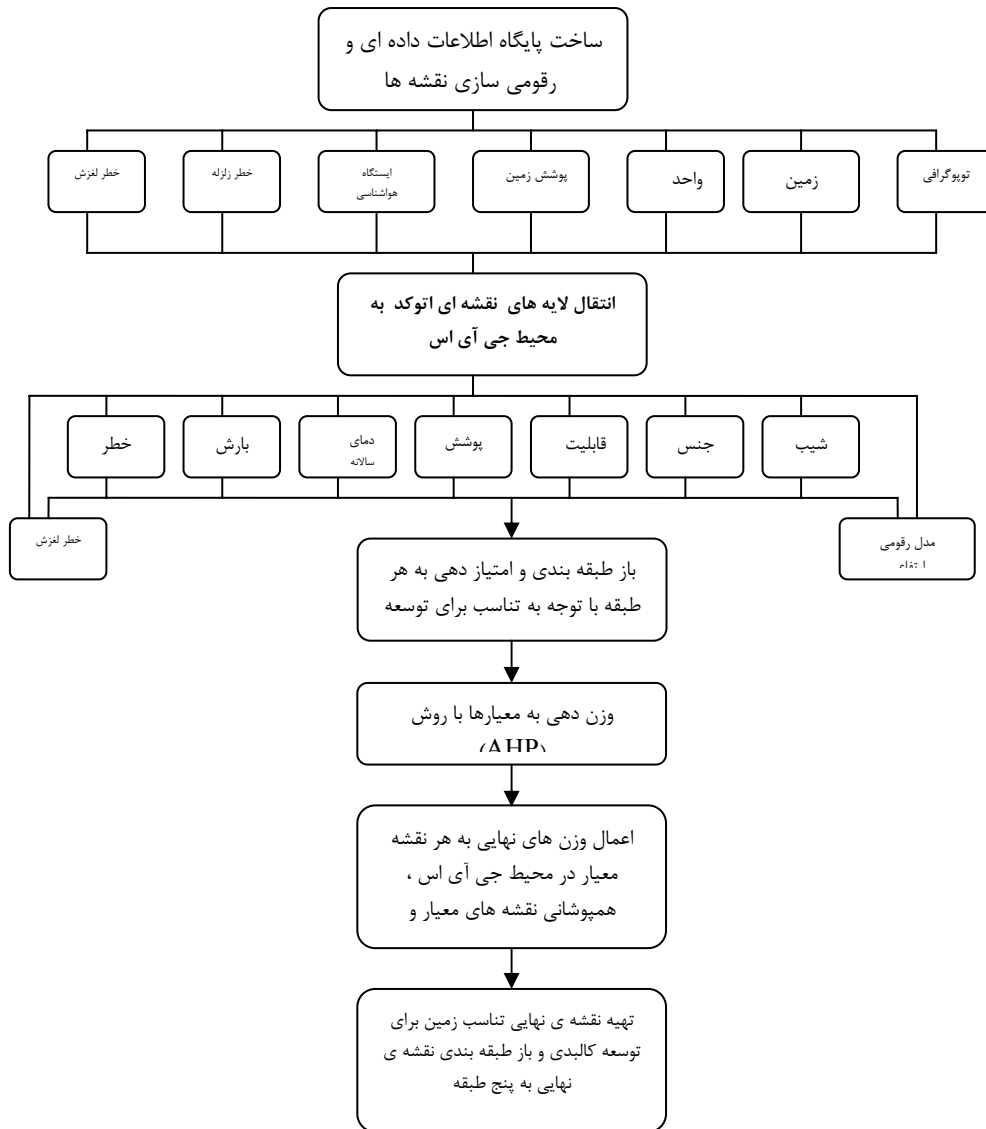 ساخت پایگاه اطلاعات داده ای و
رقومی سازی نقشه ها
توپوگرافی
زمین
واحد
پوشش زمین
ایستگاه
هواشناسی
خطر زلزله
خطر لغزش
انتقال لایه های نقشه ای اتوکد به
محیط جی آی اس
شیب
جنس
قابلیت
پوشش
دمای
سالانه
بارش
خطر
مدل رقومی
ارتفاع
خطر لغزش
باز طبقه بندی و امتیاز دهی به هر
طبقه با توجه به تناسب برای توسعه
وزن دهی به معیارها با روش
(AHP)
اعمال وزن های نهایی به هر نقشه
معیار در محیط جی آی اس ،
همپوشانی نقشه های معیار و
تهیه نقشه ی نهایی تناسب زمین برای
توسعه کالبدی و باز طبقه بندی نقشه ی
نهایی به پنج طبقه